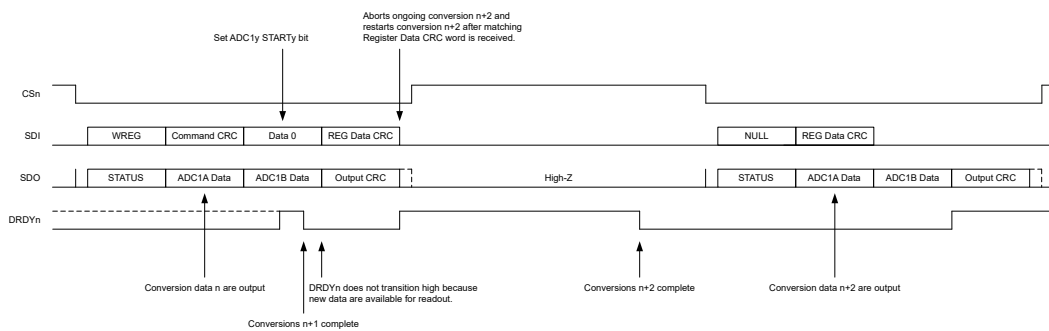 Aborts ongoing conversion n+2 and
restarts conversion n+2 after matching
Register Data CRC word is received.
Set ADC1y STARTy bit
CSn
SDI
WREG
Command CRC
Data 0
REG Data CRC
NULL
REG Data CRC
SDO
STATUS
ADC1A Data
ADC1B Data
Output CRC
High-Z
STATUS
ADC1A Data
ADC1B Data
Output CRC
DRDYn
Conversion data n are output
DRDYn does not transition high because
new data are available for readout.
Conversions n+2 complete
Conversion data n+2 are output
Conversions n+1 complete